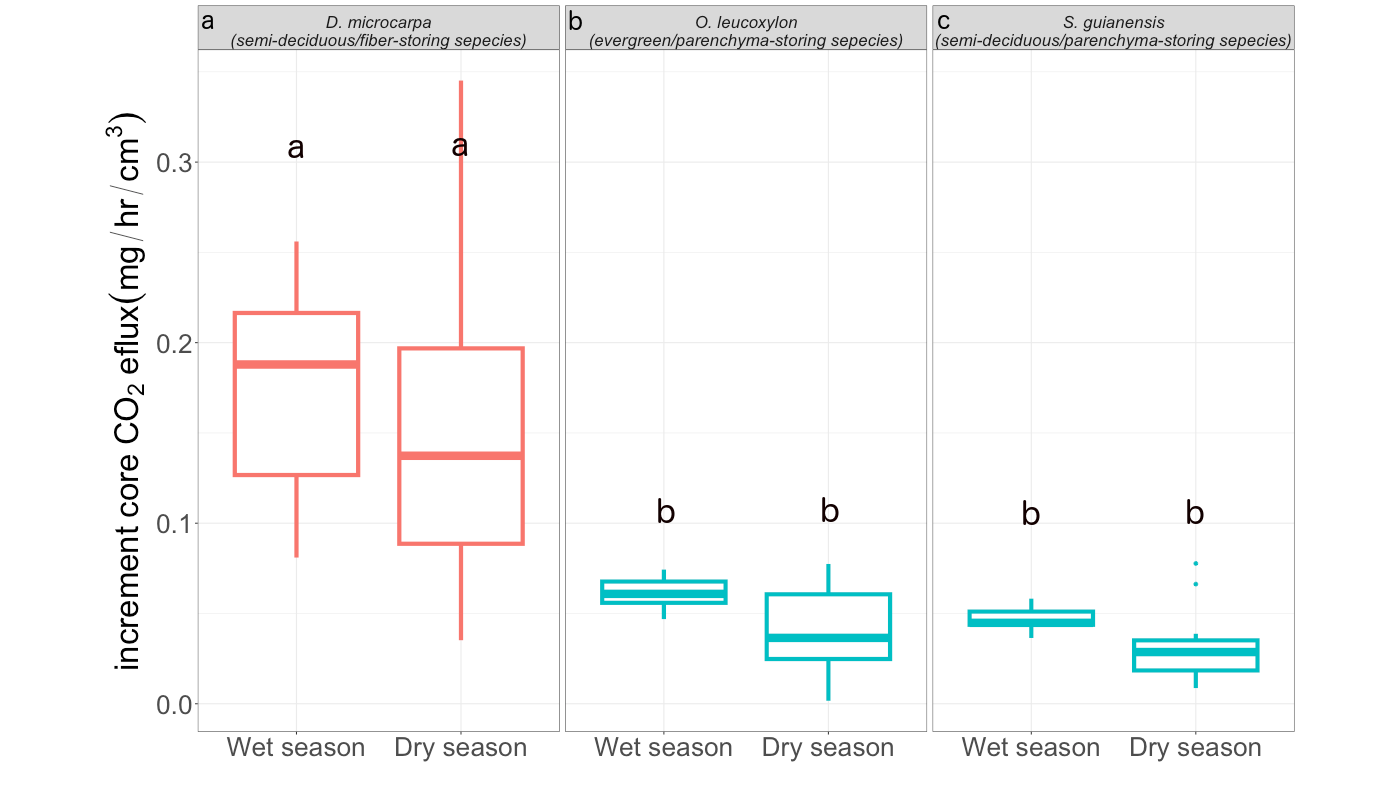 a
D. microcarpa
(semi-deciduous/fiber-storing sepecies)
b
O. leucoxylon
(evergreen/parenchyma-storing sepecies)
c
S. guianensis
(semi-deciduous/parenchyma-storing sepecies)
increment core CO₂ eflux(mg/hr/cm³)
0.3
0.2
0.1
0.0
a
a
b
b
b
b
Wet season
Dry season
Wet season
Dry season
Wet season
Dry season